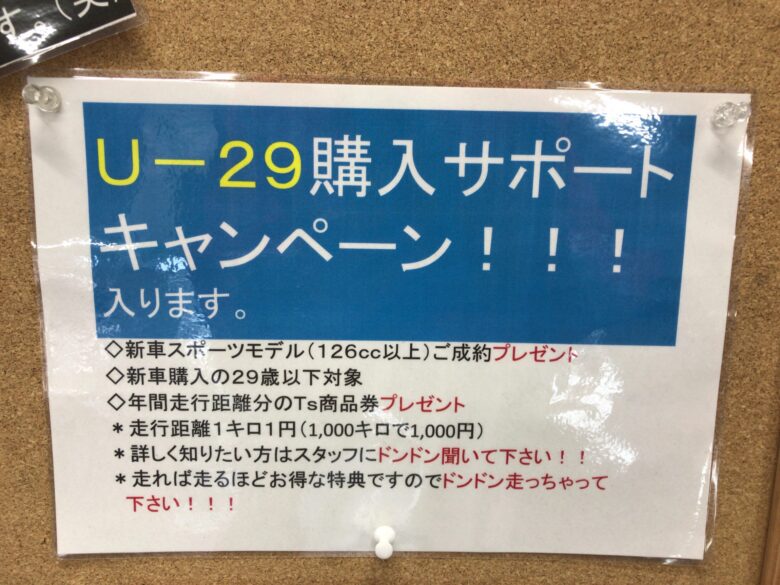 す。(実
U－29購入サポート
キャンペーン！！！
入ります。
◇新車スポーツモデル(126cc以上)ご成約プレゼント
◇新車購入の29歳以下対象
◇年間走行距離分のTs商品券プレゼント
＊走行距離1キロ1円(1,000キロで1,000円)
＊詳しく知りたい方はスタッフにドンドン聞いて下さい！！
＊走れば走るほどお得な特典ですのでドンドン走っちゃって
下さい！！！